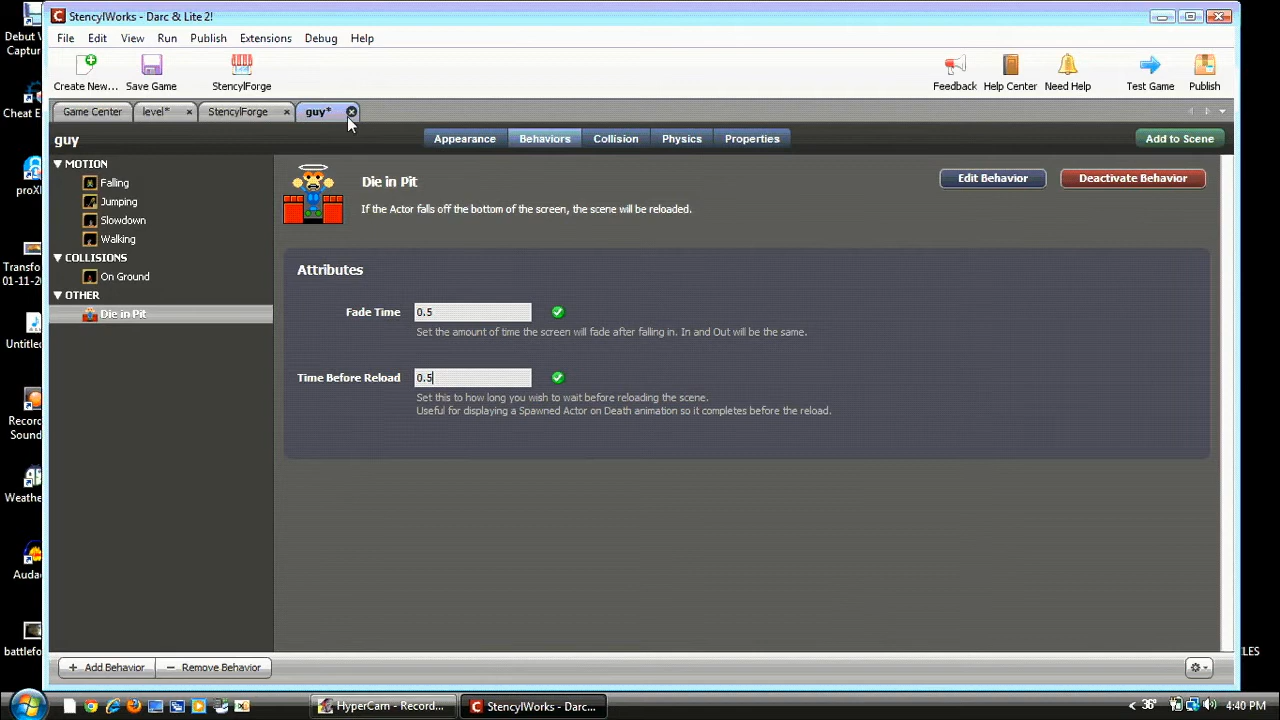 Debut V
Captur
StencylWorks - Darc & Lite 2!
File Edit View Run Publish Extensions Debug Help
Create New... Save Game StencylForge Feedback Help Center Need Help Test Game Publish
Cheat E
Game Center level* StencylForge guy*
guy Appearance Behaviors Collision Physics Properties Add to Scene
MOTION
Falling
Jumping
Slowdown
Walking
COLLISIONS
On Ground
OTHER
Die in Pit
proXI
Transfo
01-11-20
Untitled
Recor
Sound
Weathe
Audac
battlefo
Die in Pit Edit Behavior Deactivate Behavior
If the Actor falls off the bottom of the screen, the scene will be reloaded.
Attributes
Fade Time 0.5
Set the amount of time the screen will fade after falling in. In and Out will be the same.
Time Before Reload 0.5
Set this to how long you wish to wait before reloading the scene.
Useful for displaying a Spawned Actor on Death animation so it completes before the reload.
+ Add Behavior − Remove Behavior
LES
HyperCam - Record... StencylWorks - Darc... < 36° 4:40 PM